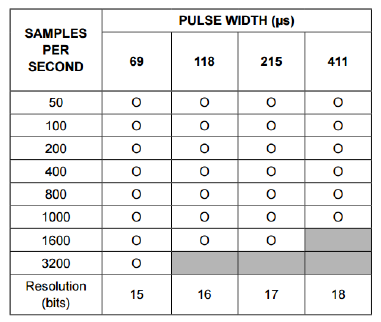 SAMPLES PER SECOND PULSE WIDTH (µs)
69 118 215 411
50 O O O O
100 O O O O
200 O O O O
400 O O O O
800 O O O O
1000 O O O O
1600 O O O
3200 O
Resolution (bits) 15 16 17 18